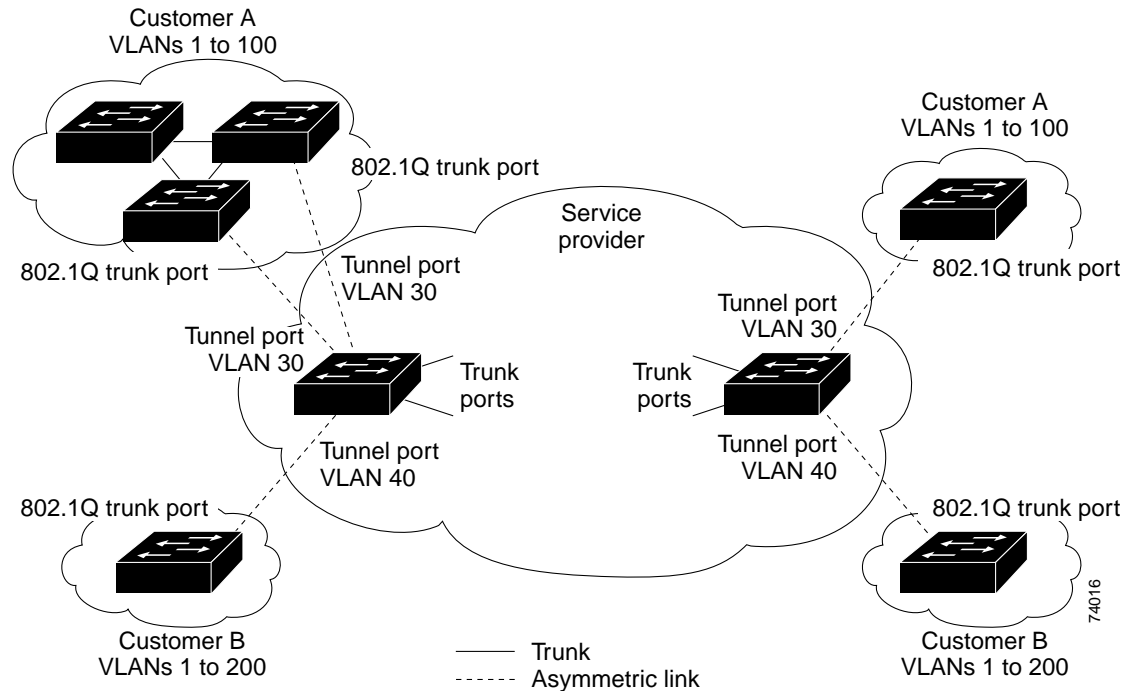 Customer A
VLANs 1 to 100
Customer A
VLANs 1 to 100
802.1Q trunk port
Service
provider
802.1Q trunk port
802.1Q trunk port
Tunnel port
VLAN 30
Tunnel port
VLAN 30
Tunnel port
VLAN 30
Trunk
ports
Trunk
ports
Tunnel port
VLAN 40
Tunnel port
VLAN 40
802.1Q trunk port
802.1Q trunk port
74016
Customer B
VLANs 1 to 200
Customer B
VLANs 1 to 200
Trunk
Asymmetric link